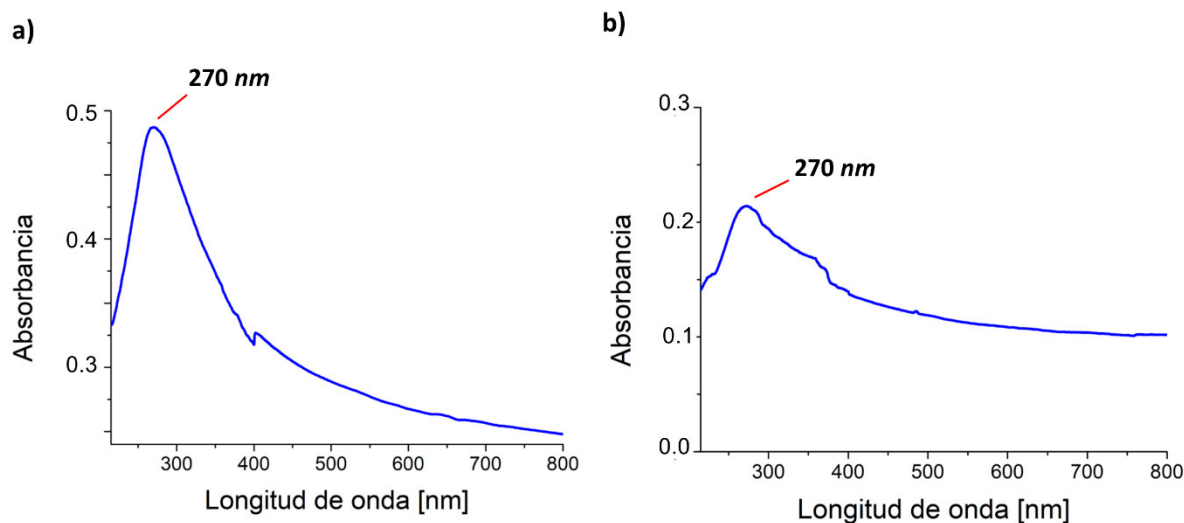 a)
270 nm
0.5
0.4
0.3
Absorbancia
300 400 500 600 700 800
Longitud de onda [nm]
b)
270 nm
0.3
0.2
0.1
0.0
Absorbancia
300 400 500 600 700 800
Longitud de onda [nm]